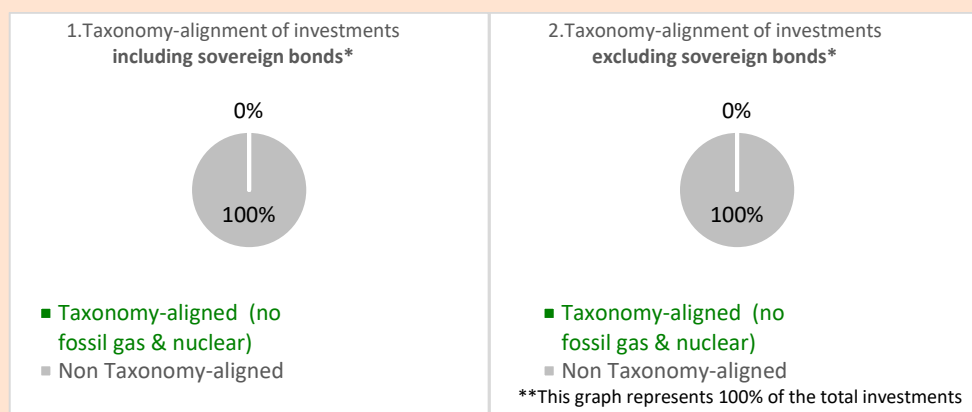 1.Taxonomy-alignment of investments
including sovereign bonds*
0%
100%
Taxonomy-aligned (no
fossil gas & nuclear)
Non Taxonomy-aligned
2.Taxonomy-alignment of investments
excluding sovereign bonds*
0%
100%
Taxonomy-aligned (no
fossil gas & nuclear)
Non Taxonomy-aligned
**This graph represents 100% of the total investments